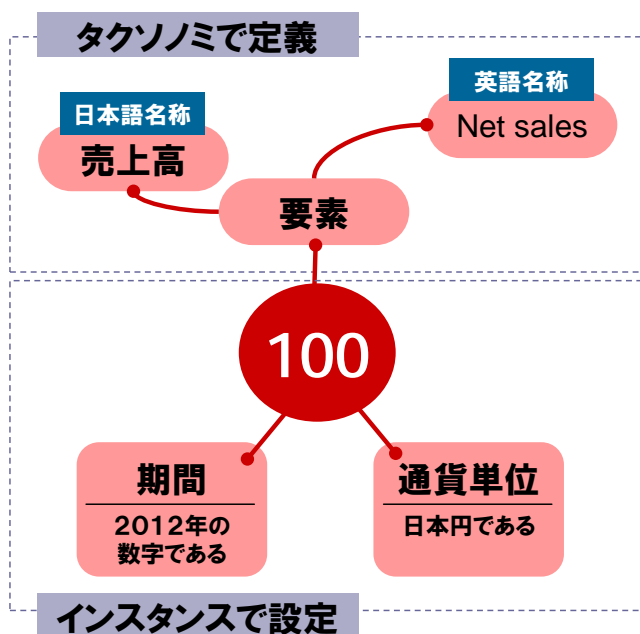 タクソノミで定義
英語名称
Net sales
日本語名称
売上高
要素
100
期間
2012年の
数字である
通貨単位
日本円である
インスタンスで設定